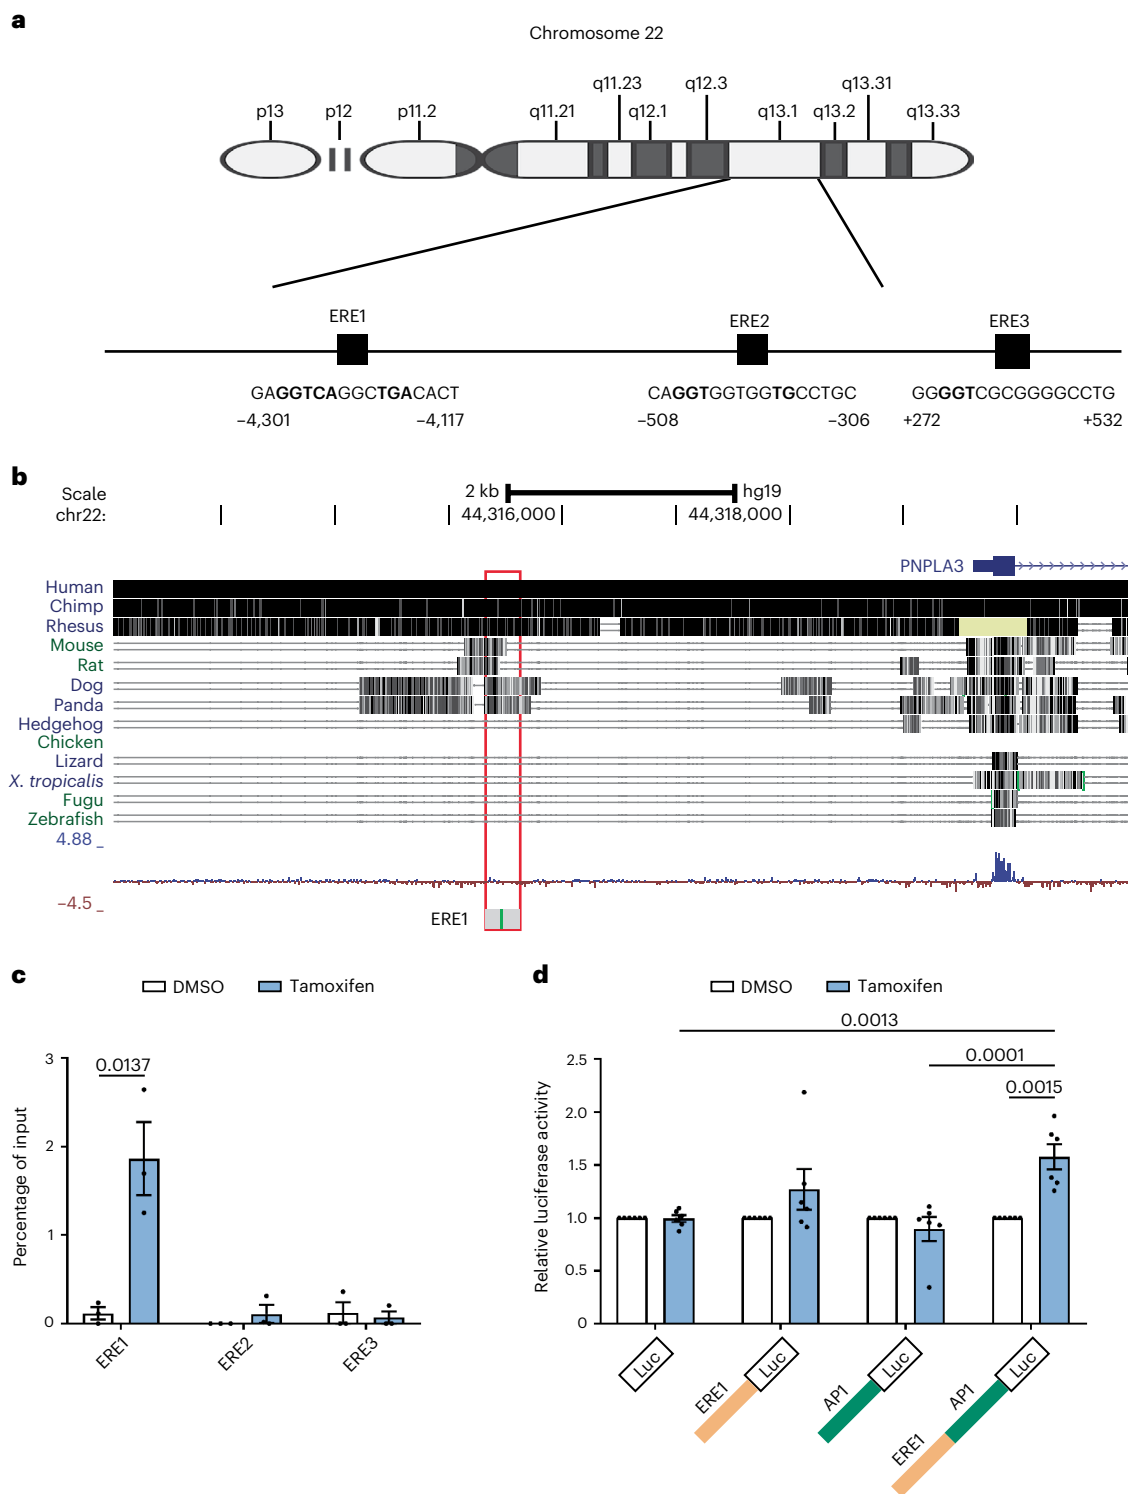 a
Chromosome 22
q11.23 q12.3 q13.31
p13 p12 p11.2 q11.21 q12.1 q13.1 q13.2 q13.33
ERE1 ERE2 ERE3
GAGGTCAGGCTGACACT CAGGTGGTGGTGCCTGC GGGGTCGCGGGGCCTG
−4,301 −4,117 −508 −306 +272 +532
b
Scale 2 kb hg19
chr22: 44,316,000 44,318,000
PNPLA3
Human
Chimp
Rhesus
Mouse
Rat
Dog
Panda
Hedgehog
Chicken
Lizard
X. tropicalis
Fugu
Zebrafish
4.88 _
−4.5 _
ERE1
c
DMSO Tamoxifen
Percentage of input
3
2
1
0
0.0137
ERE1 ERE2 ERE3
d
DMSO Tamoxifen
Relative luciferase activity
2.5
2.0
1.5
1.0
0.5
0
0.0013
0.0001
0.0015
Luc
ERE1 Luc
AP1 Luc
ERE1 AP1 Luc